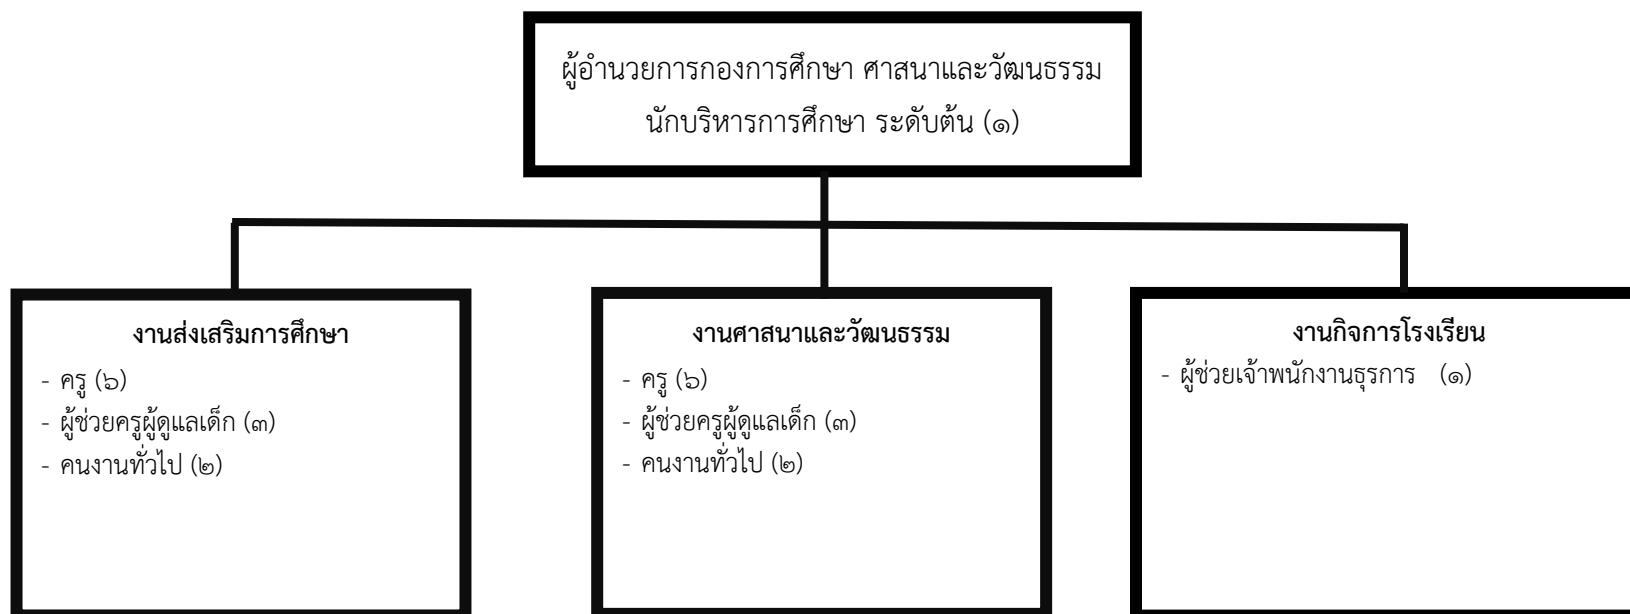 ผู้อำนวยการกองการศึกษา ศาสนาและวัฒนธรรม
นักบริหารการศึกษา ระดับต้น (๑)
งานส่งเสริมการศึกษา
- ครู (๖)
- ผู้ช่วยครูผู้ดูแลเด็ก (๓)
- คนงานทั่วไป (๒)
งานศาสนาและวัฒนธรรม
- ครู (๖)
- ผู้ช่วยครูผู้ดูแลเด็ก (๓)
- คนงานทั่วไป (๒)
งานกิจการโรงเรียน
- ผู้ช่วยเจ้าพนักงานธุรการ (๑)